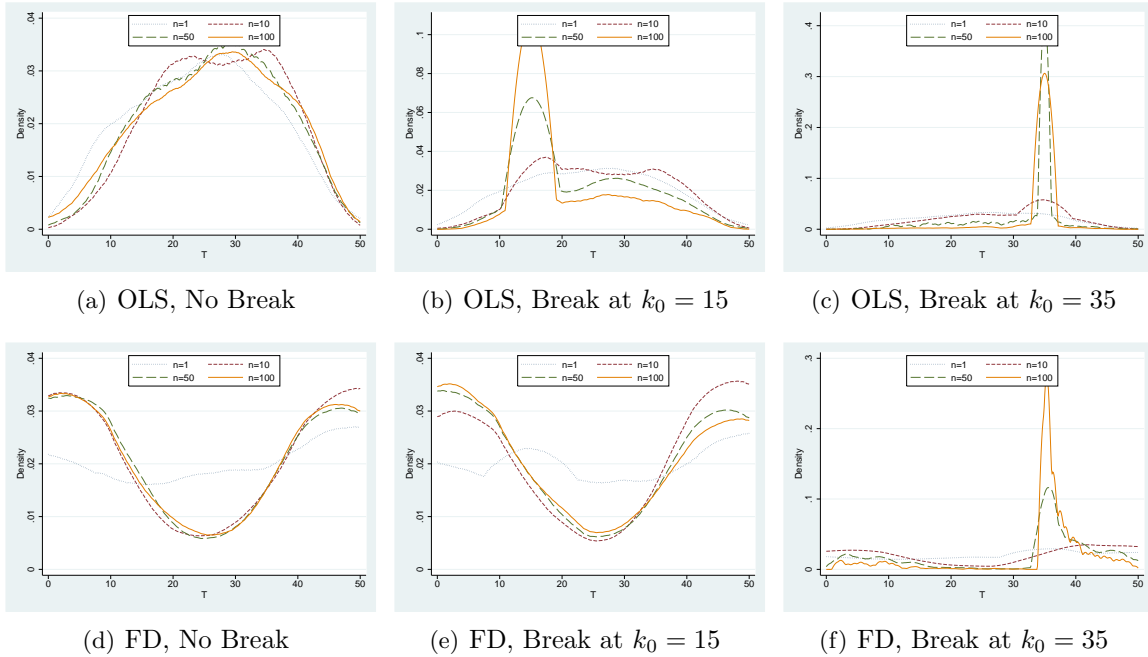 n=1 n=10
n=50 n=100
Density
0 .01 .02 .03 .04
0 10 20 30 40 50
T
(a) OLS, No Break
n=1 n=10
n=50 n=100
Density
0 .02 .04 .06 .08 .1
0 10 20 30 40 50
T
(b) OLS, Break at k₀ = 15
n=1 n=10
n=50 n=100
Density
0 .1 .2 .3 .4
0 10 20 30 40 50
T
(c) OLS, Break at k₀ = 35
n=1 n=10
n=50 n=100
Density
0 .01 .02 .03 .04
0 10 20 30 40 50
T
(d) FD, No Break
n=1 n=10
n=50 n=100
Density
0 .01 .02 .03 .04
0 10 20 30 40 50
T
(e) FD, Break at k₀ = 15
n=1 n=10
n=50 n=100
Density
0 .1 .2 .3
0 10 20 30 40 50
T
(f) FD, Break at k₀ = 35